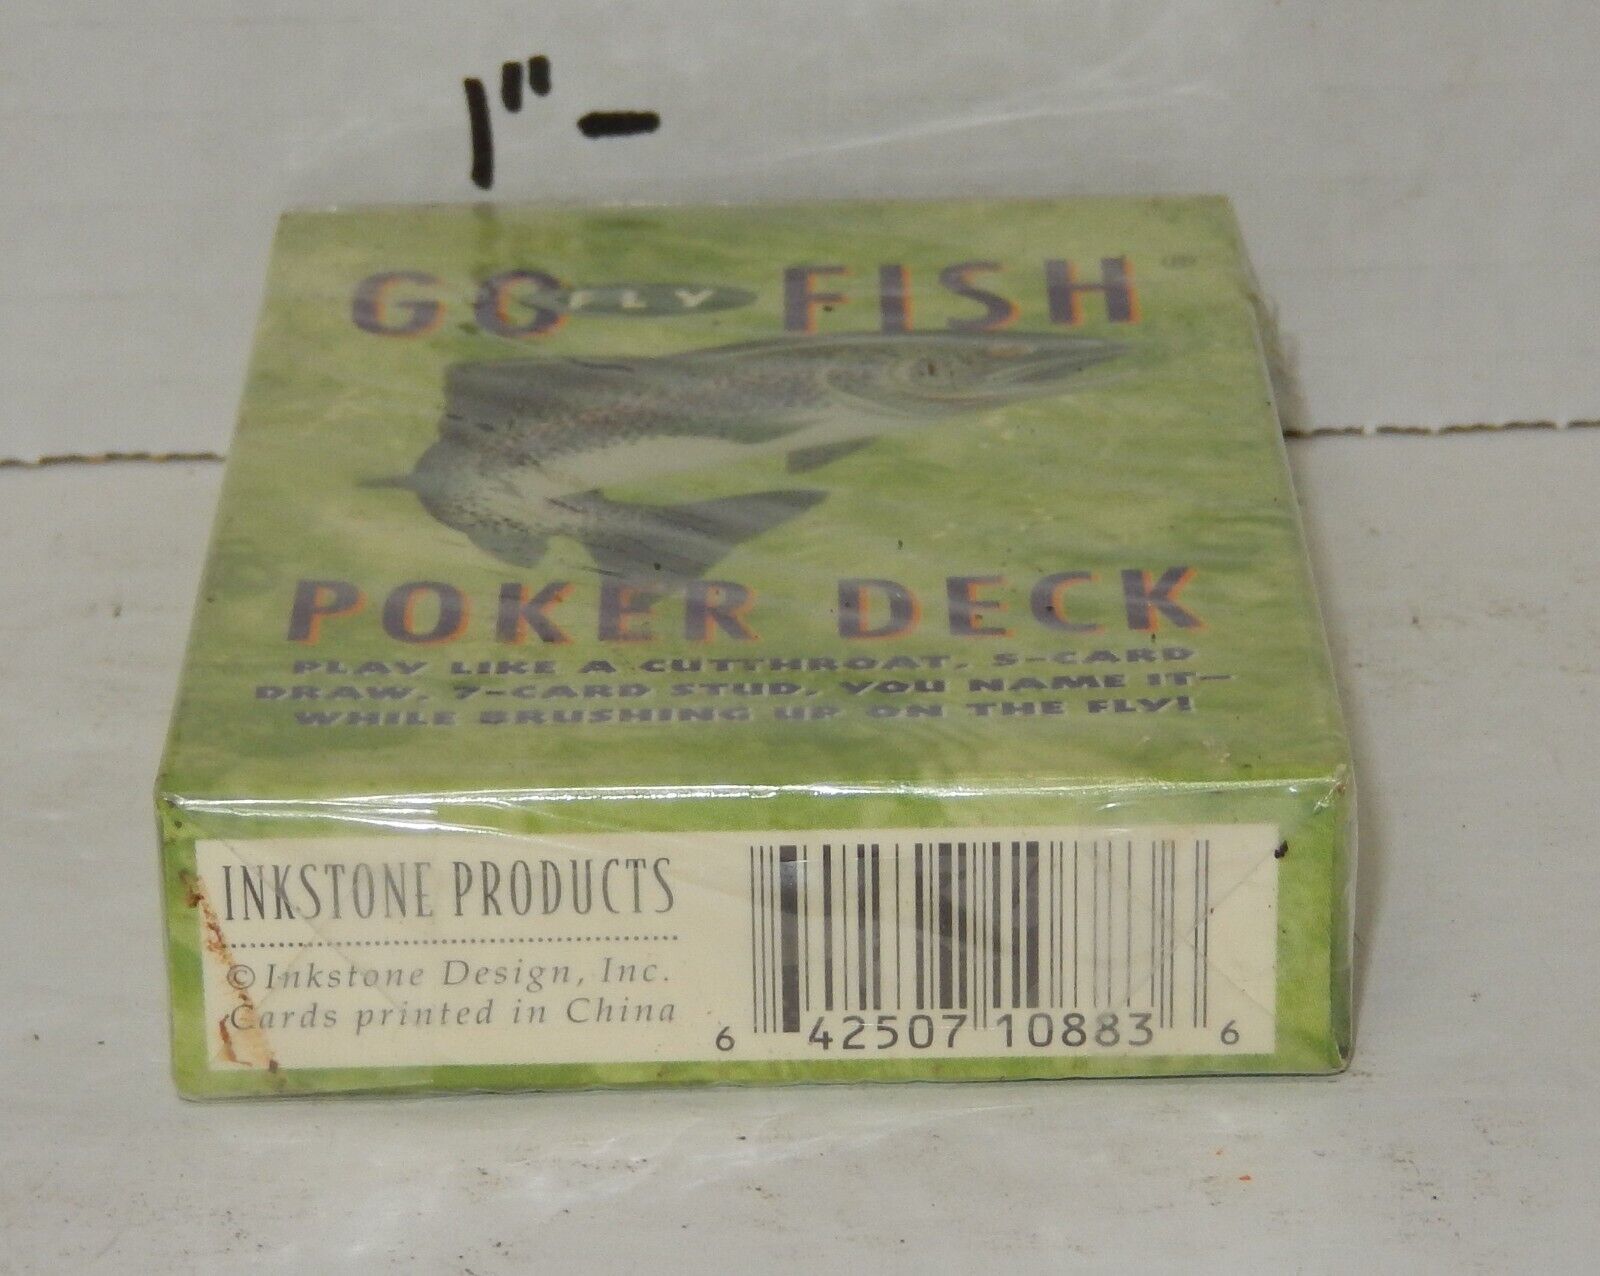 1" -
GO FLY FISH ®
POKER DECK
PLAY LIKE A CUTTHROAT, 5-CARD
DRAW, 7-CARD STUD, YOU NAME IT—
WHILE BRUSHING UP ON THE FLY!
INKSTONE PRODUCTS
© Inkstone Design, Inc.
Cards printed in China
6 42507 10883 6